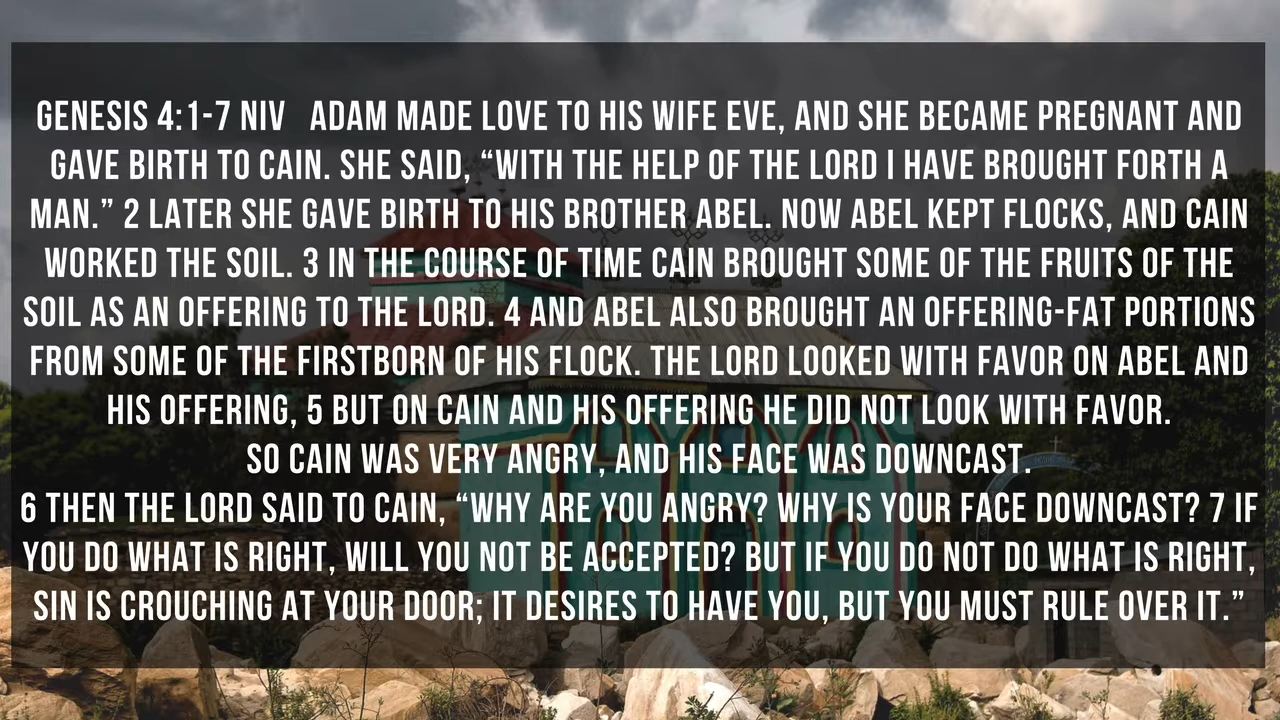 GENESIS 4:1-7 NIV   ADAM MADE LOVE TO HIS WIFE EVE, AND SHE BECAME PREGNANT AND
GAVE BIRTH TO CAIN. SHE SAID, “WITH THE HELP OF THE LORD I HAVE BROUGHT FORTH A
MAN.” 2 LATER SHE GAVE BIRTH TO HIS BROTHER ABEL. NOW ABEL KEPT FLOCKS, AND CAIN
WORKED THE SOIL. 3 IN THE COURSE OF TIME CAIN BROUGHT SOME OF THE FRUITS OF THE
SOIL AS AN OFFERING TO THE LORD. 4 AND ABEL ALSO BROUGHT AN OFFERING-FAT PORTIONS
FROM SOME OF THE FIRSTBORN OF HIS FLOCK. THE LORD LOOKED WITH FAVOR ON ABEL AND
HIS OFFERING, 5 BUT ON CAIN AND HIS OFFERING HE DID NOT LOOK WITH FAVOR.
SO CAIN WAS VERY ANGRY, AND HIS FACE WAS DOWNCAST.
6 THEN THE LORD SAID TO CAIN, “WHY ARE YOU ANGRY? WHY IS YOUR FACE DOWNCAST? 7 IF
YOU DO WHAT IS RIGHT, WILL YOU NOT BE ACCEPTED? BUT IF YOU DO NOT DO WHAT IS RIGHT,
SIN IS CROUCHING AT YOUR DOOR; IT DESIRES TO HAVE YOU, BUT YOU MUST RULE OVER IT.”